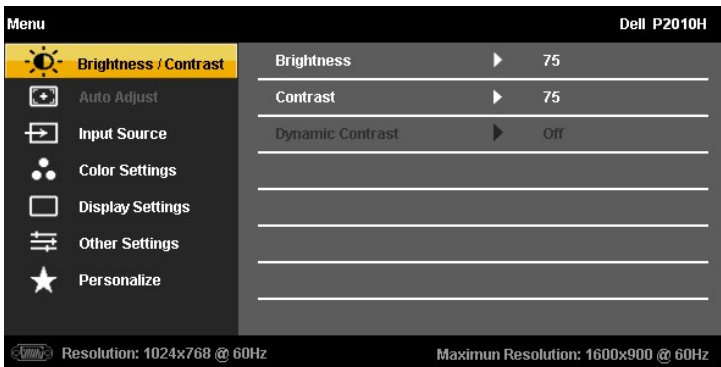 Menu Dell P2010H
Brightness / Contrast Brightness 75
Auto Adjust Contrast 75
Input Source Dynamic Contrast Off
Color Settings
Display Settings
Other Settings
Personalize
Resolution: 1024x768 @ 60Hz Maximun Resolution: 1600x900 @ 60Hz